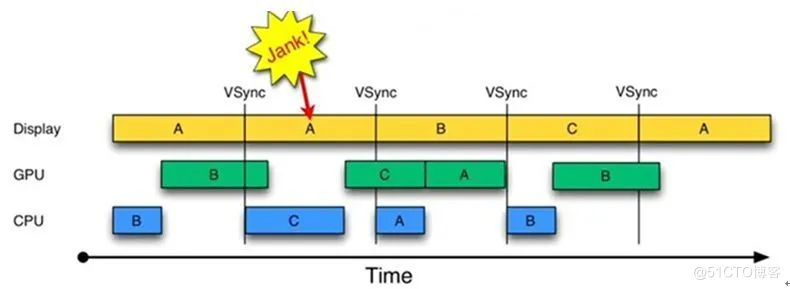 Jank!
VSync VSync VSync VSync
Display A A B C A
GPU B C A B
CPU B C A B
Time
@51CTO博客